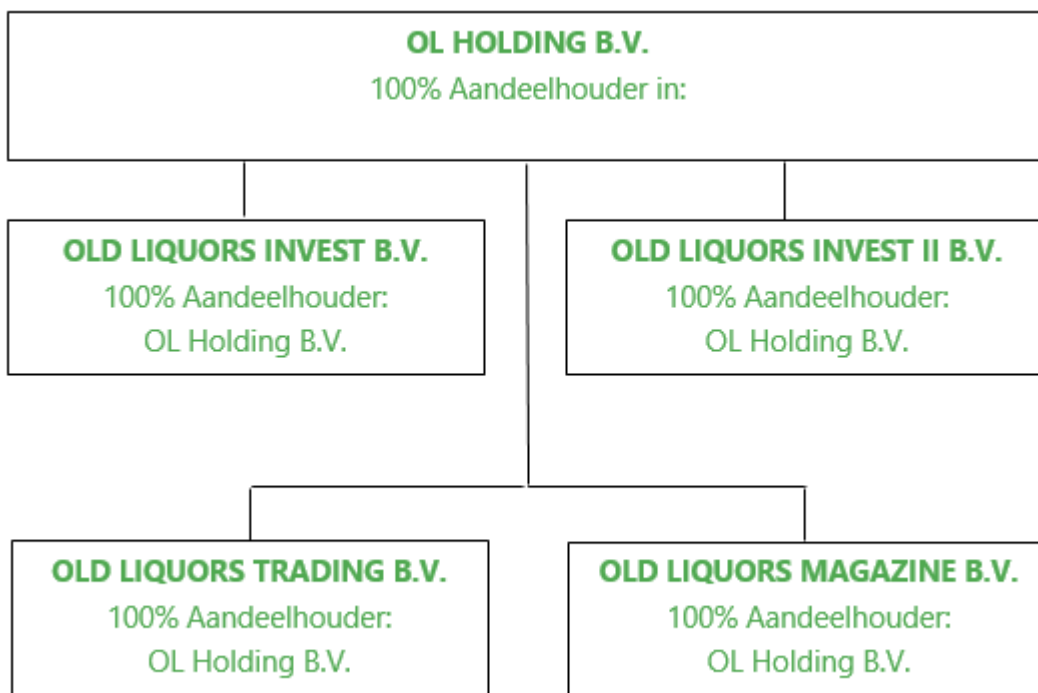 OL HOLDING B.V.
100% Aandeelhouder in:
OLD LIQUORS INVEST B.V.
100% Aandeelhouder:
OL Holding B.V.
OLD LIQUORS INVEST II B.V.
100% Aandeelhouder:
OL Holding B.V.
OLD LIQUORS TRADING B.V.
100% Aandeelhouder:
OL Holding B.V.
OLD LIQUORS MAGAZINE B.V.
100% Aandeelhouder:
OL Holding B.V.